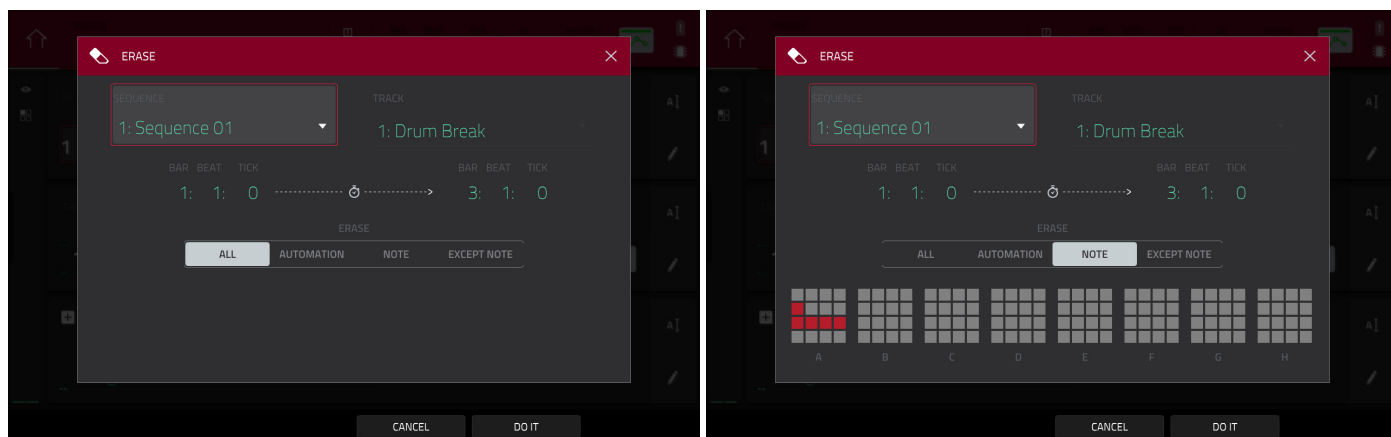 ERASE
SEQUENCE TRACK
1: Sequence 01 1: Drum Break
BAR BEAT TICK BAR BEAT TICK
1: 1: 0 3: 1: 0
ERASE
ALL AUTOMATION NOTE EXCEPT NOTE
CANCEL DO IT
ERASE
SEQUENCE TRACK
1: Sequence 01 1: Drum Break
BAR BEAT TICK BAR BEAT TICK
1: 1: 0 3: 1: 0
ERASE
ALL AUTOMATION NOTE EXCEPT NOTE
A B C D E F G H
CANCEL DO IT